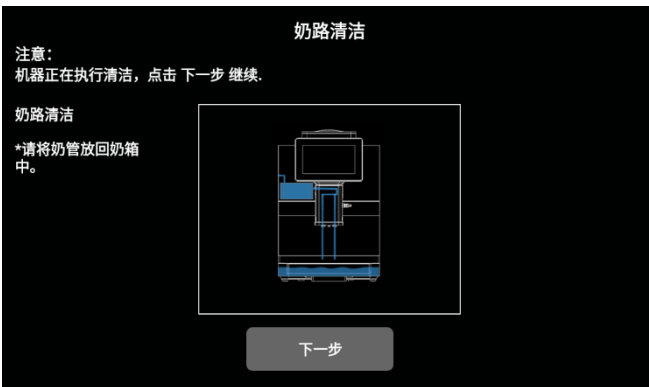 奶路清洁
注意：
机器正在执行清洁，点击 下一步 继续.
奶路清洁
*请将奶管放回奶箱
中。
下一步